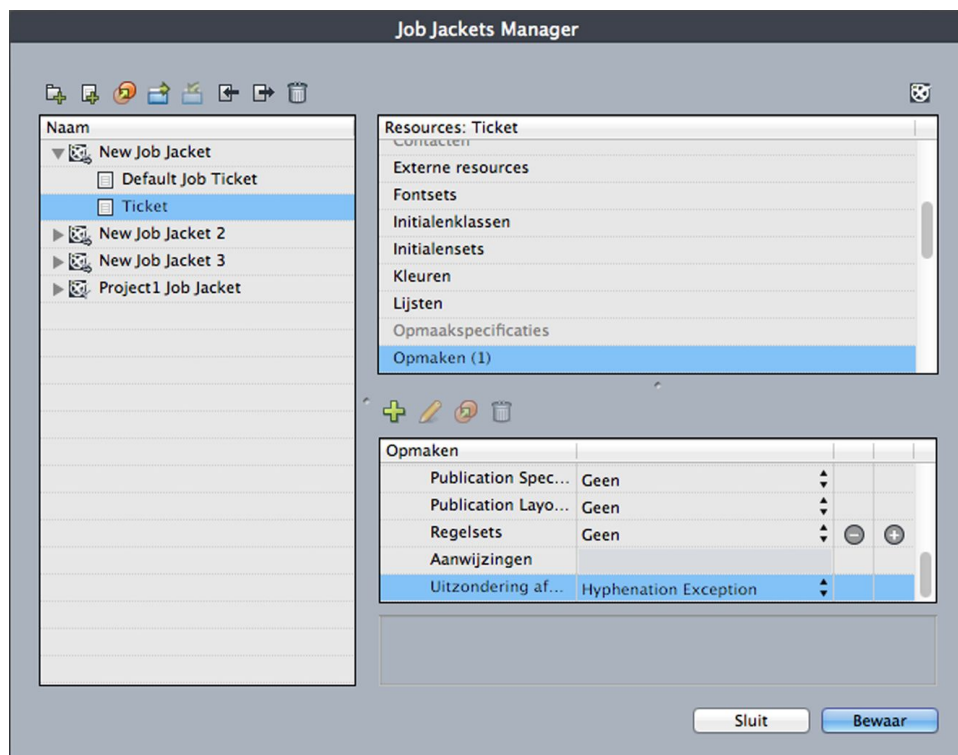 Job Jackets Manager
Naam
New Job Jacket
Default Job Ticket
Ticket
New Job Jacket 2
New Job Jacket 3
Project1 Job Jacket
Resources: Ticket
Contacten
Externe resources
Fontsets
Initialenklassen
Initialensets
Kleuren
Lijsten
Opmaakspecificaties
Opmaken (1)
Opmaken
Publication Spec... Geen
Publication Layo... Geen
Regelsets Geen
Aanwijzingen
Uitzondering af... Hyphenation Exception
Sluit Bewaar